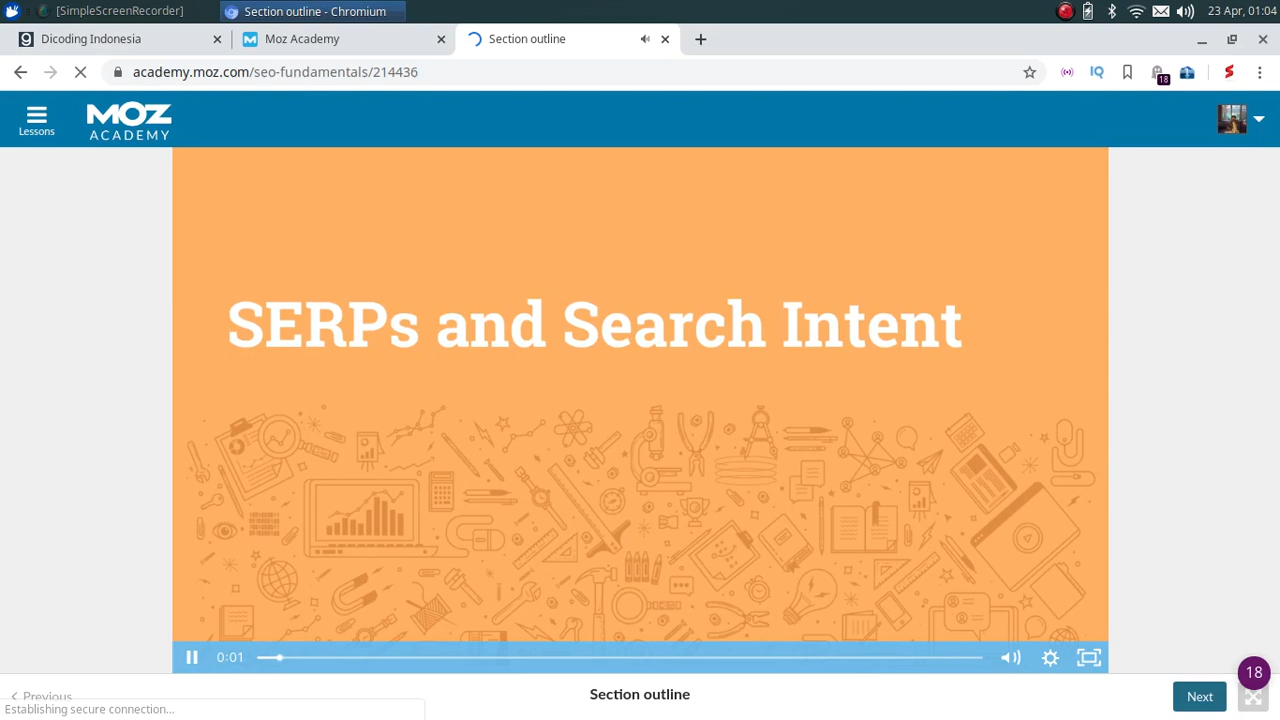 [SimpleScreenRecorder]
Section outline - Chromium
23 Apr, 01:04
Dicoding Indonesia
Moz Academy
Section outline
academy.moz.com/seo-fundamentals/214436
IQ
18
Lessons
MOZ
ACADEMY
SERPs and Search Intent
0:01
18
Previous
Section outline
Next
Establishing secure connection...